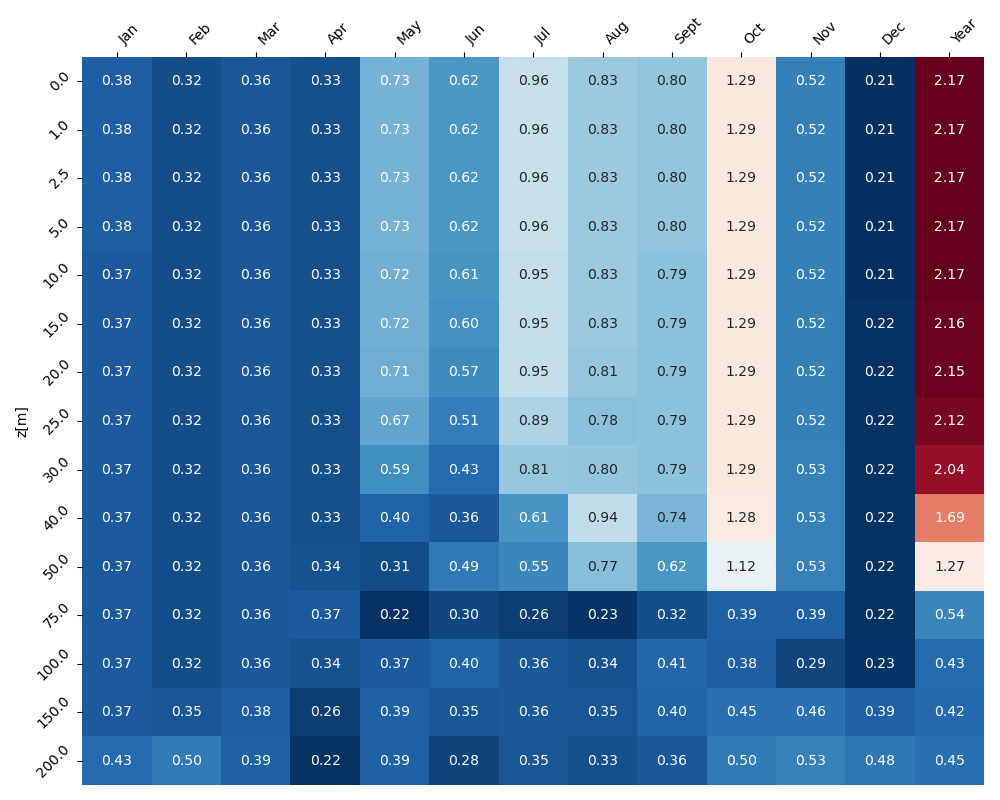 Jan Feb Mar Apr May Jun Jul Aug Sept Oct Nov Dec Year
0.0 0.38 0.32 0.36 0.33 0.73 0.62 0.96 0.83 0.80 1.29 0.52 0.21 2.17
1.0 0.38 0.32 0.36 0.33 0.73 0.62 0.96 0.83 0.80 1.29 0.52 0.21 2.17
2.5 0.38 0.32 0.36 0.33 0.73 0.62 0.96 0.83 0.80 1.29 0.52 0.21 2.17
5.0 0.38 0.32 0.36 0.33 0.73 0.62 0.96 0.83 0.80 1.29 0.52 0.21 2.17
10.0 0.37 0.32 0.36 0.33 0.72 0.61 0.95 0.83 0.79 1.29 0.52 0.21 2.17
15.0 0.37 0.32 0.36 0.33 0.72 0.60 0.95 0.83 0.79 1.29 0.52 0.22 2.16
20.0 0.37 0.32 0.36 0.33 0.71 0.57 0.95 0.81 0.79 1.29 0.52 0.22 2.15
25.0 0.37 0.32 0.36 0.33 0.67 0.51 0.89 0.78 0.79 1.29 0.52 0.22 2.12
z[m]
30.0 0.37 0.32 0.36 0.33 0.59 0.43 0.81 0.80 0.79 1.29 0.53 0.22 2.04
40.0 0.37 0.32 0.36 0.33 0.40 0.36 0.61 0.94 0.74 1.28 0.53 0.22 1.69
50.0 0.37 0.32 0.36 0.34 0.31 0.49 0.55 0.77 0.62 1.12 0.53 0.22 1.27
75.0 0.37 0.32 0.36 0.37 0.22 0.30 0.26 0.23 0.32 0.39 0.39 0.22 0.54
100.0 0.37 0.32 0.36 0.34 0.37 0.40 0.36 0.34 0.41 0.38 0.29 0.23 0.43
150.0 0.37 0.35 0.38 0.26 0.39 0.35 0.36 0.35 0.40 0.45 0.46 0.39 0.42
200.0 0.43 0.50 0.39 0.22 0.39 0.28 0.35 0.33 0.36 0.50 0.53 0.48 0.45